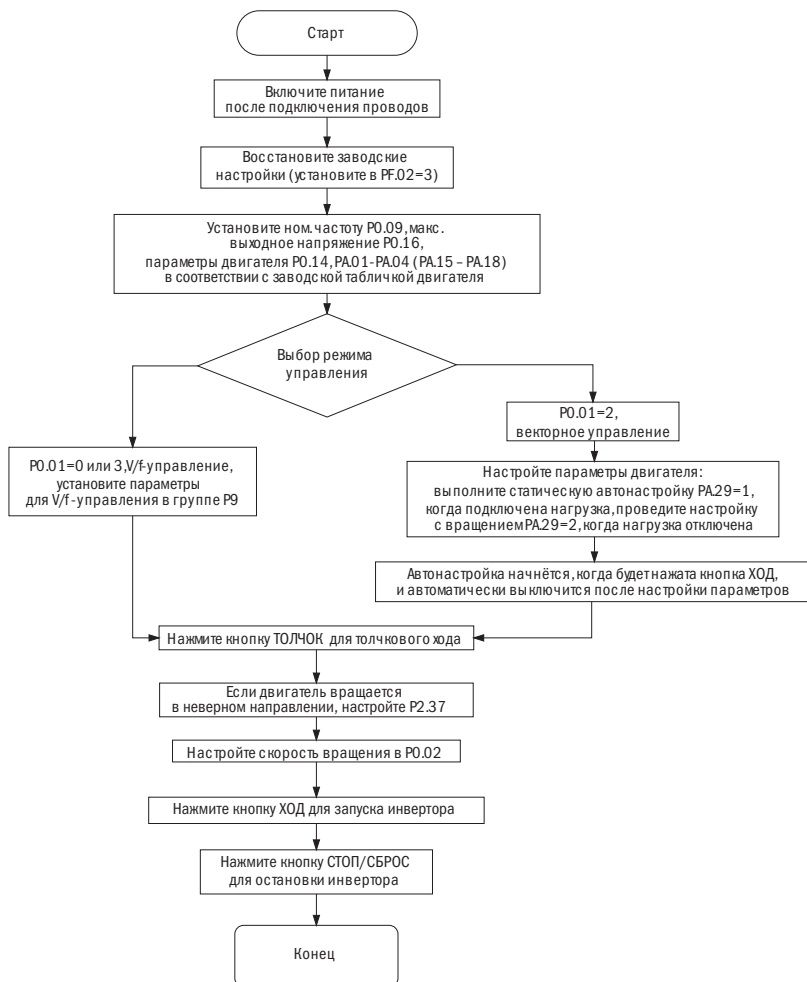 Старт
Включите питание
после подключения проводов
Восстановите заводские
настройки (установите в PF.02=3)
Установите ном. частоту P0.09, макс.
выходное напряжение P0.16,
параметры двигателя P0.14, PA.01-PA.04 (PA.15 – PA.18)
в соответствии с заводской табличкой двигателя
Выбор режима
управления
P0.01=0 или 3, V/f-управление,
установите параметры
для V/f-управления в группе P9
P0.01=2,
векторное управление
Настройте параметры двигателя:
выполните статическую автонастройку PA.29=1,
когда подключена нагрузка, проведите настройку
с вращением PA.29=2, когда нагрузка отключена
Автонастройка начнётся, когда будет нажата кнопка ХОД,
и автоматически выключится после настройки параметров
Нажмите кнопку ТОЛЧОК для толчкового хода
Если двигатель вращается
в неверном направлении, настройте P2.37
Настройте скорость вращения в P0.02
Нажмите кнопку ХОД для запуска инвертора
Нажмите кнопку СТОП/СБРОС
для остановки инвертора
Конец